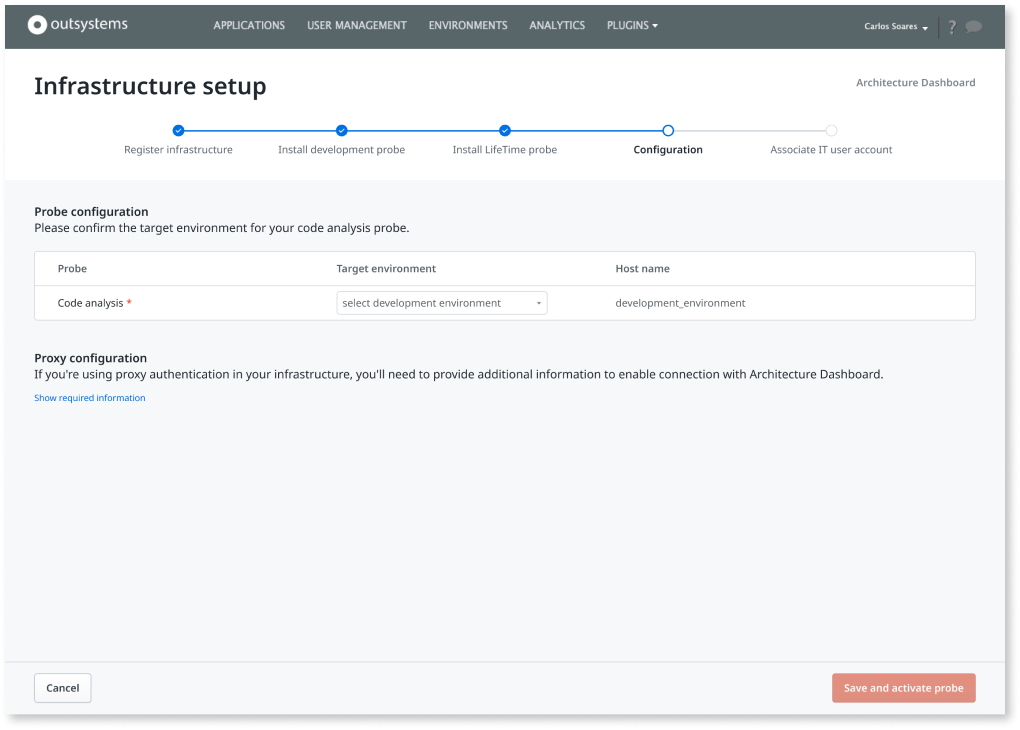 outsystems APPLICATIONS USER MANAGEMENT ENVIRONMENTS ANALYTICS PLUGINS Carlos Soares ?
Infrastructure setup
Architecture Dashboard
Register infrastructure Install development probe Install LifeTime probe Configuration Associate IT user account
Probe configuration
Please confirm the target environment for your code analysis probe.
Probe Target environment Host name
Code analysis * select development environment development_environment
Proxy configuration
If you're using proxy authentication in your infrastructure, you'll need to provide additional information to enable connection with Architecture Dashboard.
Show required information
Cancel Save and activate probe